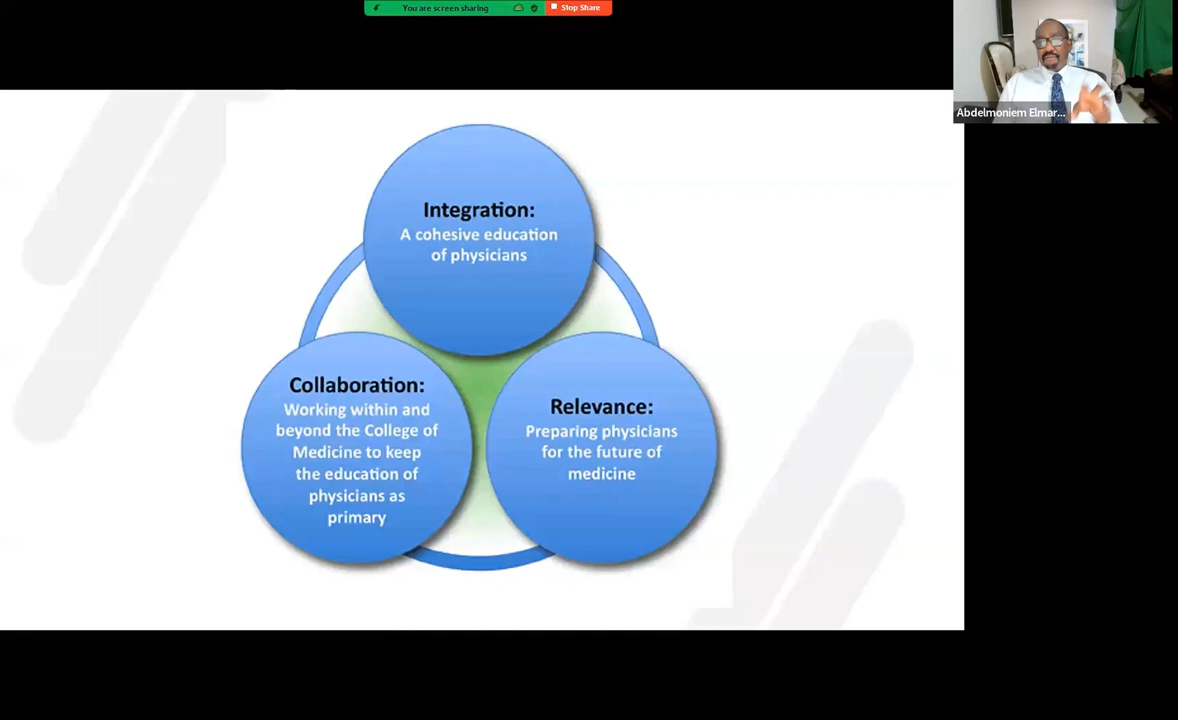 You are screen sharing
Stop Share
Abdelmoniem Elmar...
Integration:
A cohesive education
of physicians
Collaboration:
Working within and
beyond the College of
Medicine to keep
the education of
physicians as
primary
Relevance:
Preparing physicians
for the future of
medicine